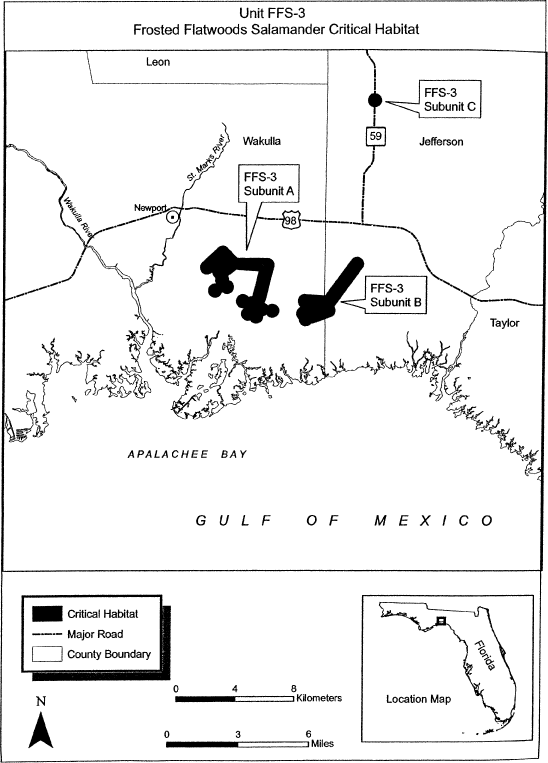 Unit FFS-3
Frosted Flatwoods Salamander Critical Habitat
Leon
FFS-3
Subunit C
Wakulla
59
Jefferson
St. Marks River
FFS-3
Subunit A
Newport
98
Wakulla River
FFS-3
Subunit B
Taylor
APALACHEE BAY
GULF OF MEXICO
Critical Habitat
Major Road
County Boundary
Florida
Location Map
N
0 4 8
Kilometers
0 3 6
Miles